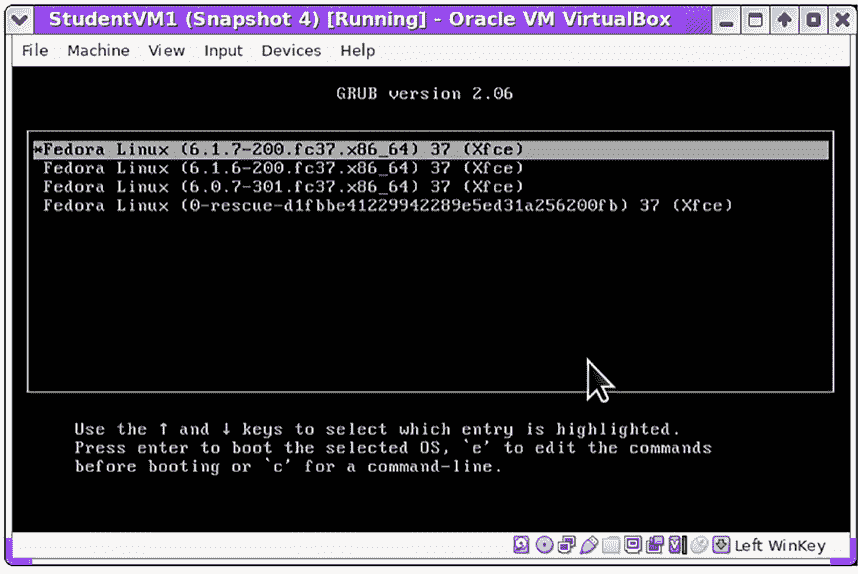 StudentVM1 (Snapshot 4) [Running] - Oracle VM VirtualBox
File Machine View Input Devices Help
GRUB version 2.06
*Fedora Linux (6.1.7-200.fc37.x86_64) 37 (Xfce)
Fedora Linux (6.1.6-200.fc37.x86_64) 37 (Xfce)
Fedora Linux (6.0.7-301.fc37.x86_64) 37 (Xfce)
Fedora Linux (0-rescue-d1fbbe41229942289e5ed31a256200fb) 37 (Xfce)
Use the ↑ and ↓ keys to select which entry is highlighted.
Press enter to boot the selected OS, `e' to edit the commands
before booting or `c' for a command-line.
Left WinKey